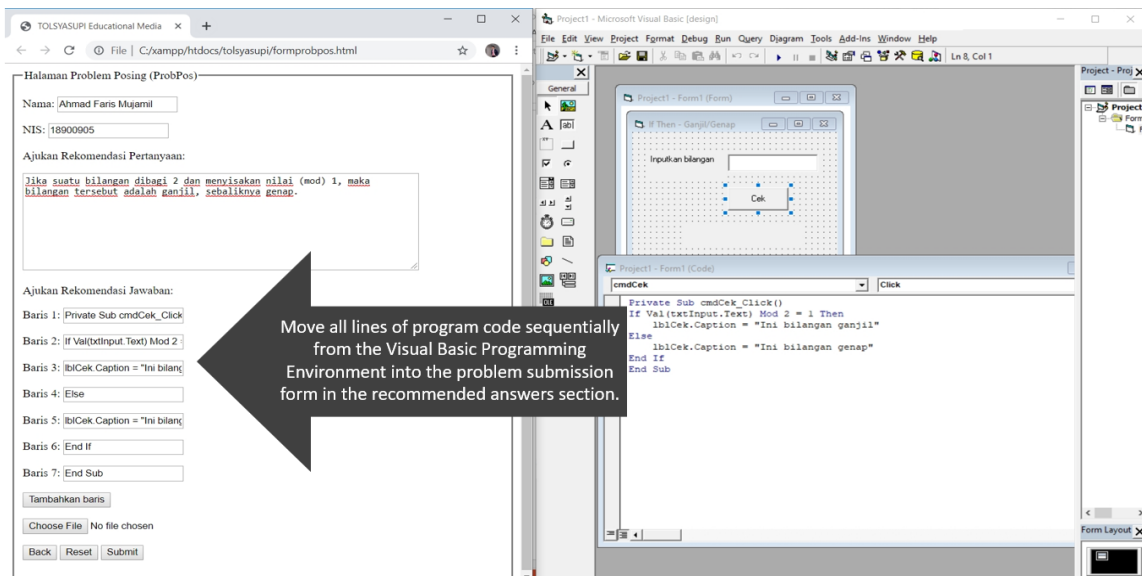 TOLSYASUPI Educational Media
File | C:/xampp/htdocs/tolsyasupi/formprobpos.html
Halaman Problem Posing (ProbPos)
Nama: Ahmad Faris Mujamil
NIS: 18900905
Ajukan Rekomendasi Pertanyaan:
Jika suatu bilangan dibagi 2 dan menyisakan nilai (mod) 1, maka
bilangan tersebut adalah ganjil, sebaliknya genap.
Ajukan Rekomendasi Jawaban:
Baris 1: Private Sub cmdCek_Click
Baris 2: If Val(txtInput.Text) Mod 2 =
Baris 3: lblCek.Caption = "Ini bilang
Baris 4: Else
Baris 5: lblCek.Caption = "Ini bilang
Baris 6: End If
Baris 7: End Sub
Tambahkan baris
Choose File No file chosen
Back Reset Submit
Move all lines of program code sequentially
from the Visual Basic Programming
Environment into the problem submission
form in the recommended answers section.
Project1 - Microsoft Visual Basic [design]
File Edit View Project Format Debug Run Query Diagram Tools Add-Ins Window Help
Ln 8, Col 1
General
Project1 - Form1 (Form)
If Then - Ganjil/Genap
Inputkan bilangan
Cek
Project1 - Form1 (Code)
cmdCek Click
Private Sub cmdCek_Click()
If Val(txtInput.Text) Mod 2 = 1 Then
lblCek.Caption = "Ini bilangan ganjil"
Else
lblCek.Caption = "Ini bilangan genap"
End If
End Sub
Project - Proj
Project
Form
Form Layout